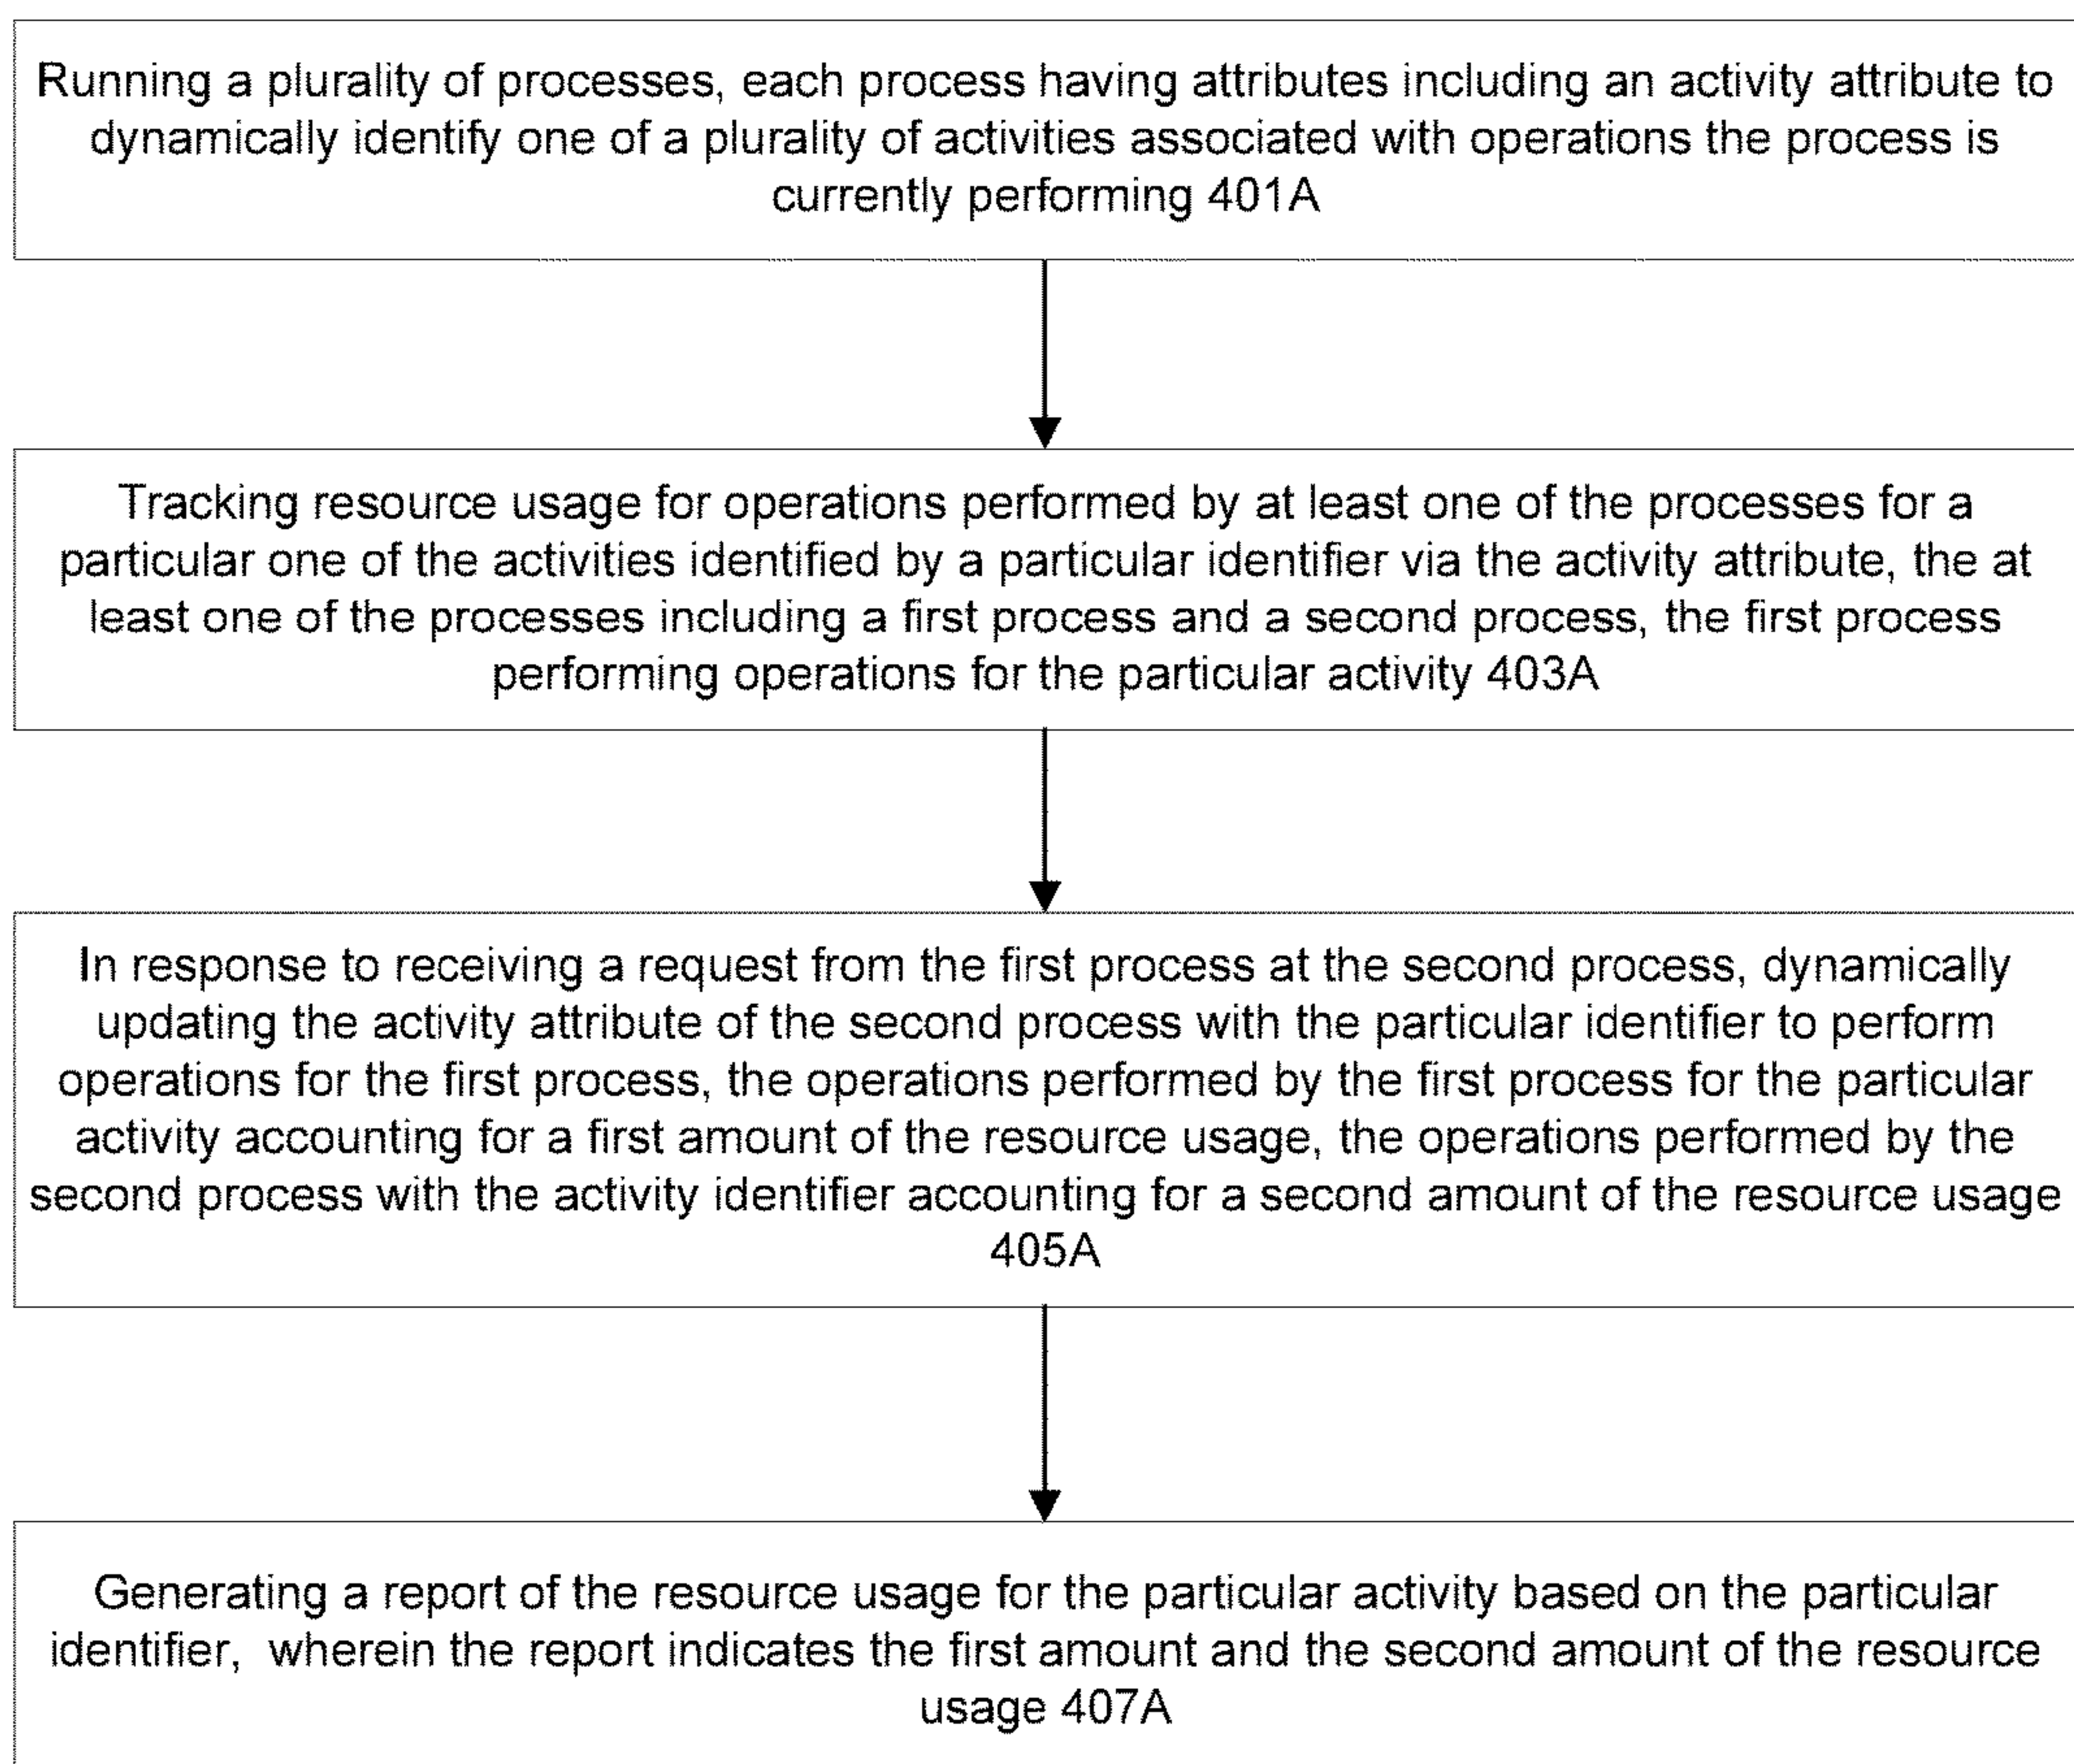 Running a plurality of processes, each process having attributes including an activity attribute to
dynamically identify one of a plurality of activities associated with operations the process is
currently performing 401A
Tracking resource usage for operations performed by at least one of the processes for a
particular one of the activities identified by a particular identifier via the activity attribute, the at
least one of the processes including a first process and a second process, the first process
performing operations for the particular activity 403A
In response to receiving a request from the first process at the second process, dynamically
updating the activity attribute of the second process with the particular identifier to perform
operations for the first process, the operations performed by the first process for the particular
activity accounting for a first amount of the resource usage, the operations performed by the
second process with the activity identifier accounting for a second amount of the resource usage
405A
Generating a report of the resource usage for the particular activity based on the particular
identifier,  wherein the report indicates the first amount and the second amount of the resource
usage 407A